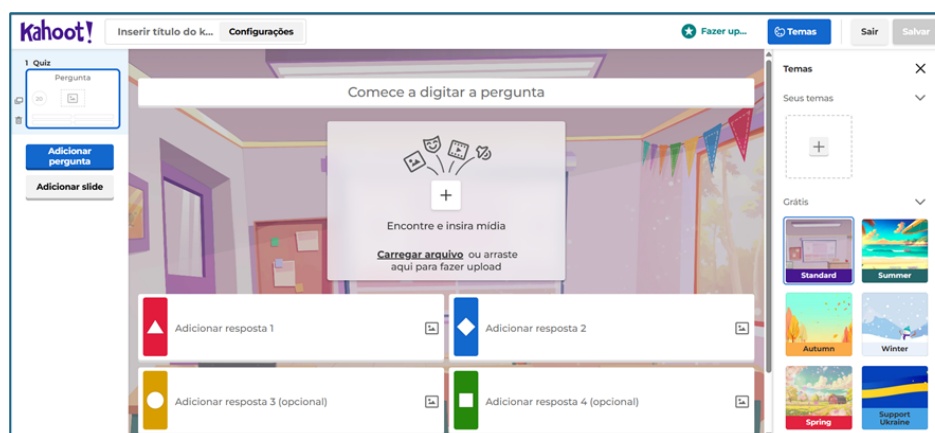 Kahoot!
Inserir título do k...
Configurações
Fazer up...
Temas
Sair
Salvar
1 Quiz
Pergunta
20
Adicionar
pergunta
Adicionar slide
Comece a digitar a pergunta
Encontre e insira mídia
Carregar arquivo ou arraste
aqui para fazer upload
Adicionar resposta 1
Adicionar resposta 2
Adicionar resposta 3 (opcional)
Adicionar resposta 4 (opcional)
Temas
Seus temas
Grátis
Standard
Summer
Autumn
Winter
Spring
Support
Ukraine